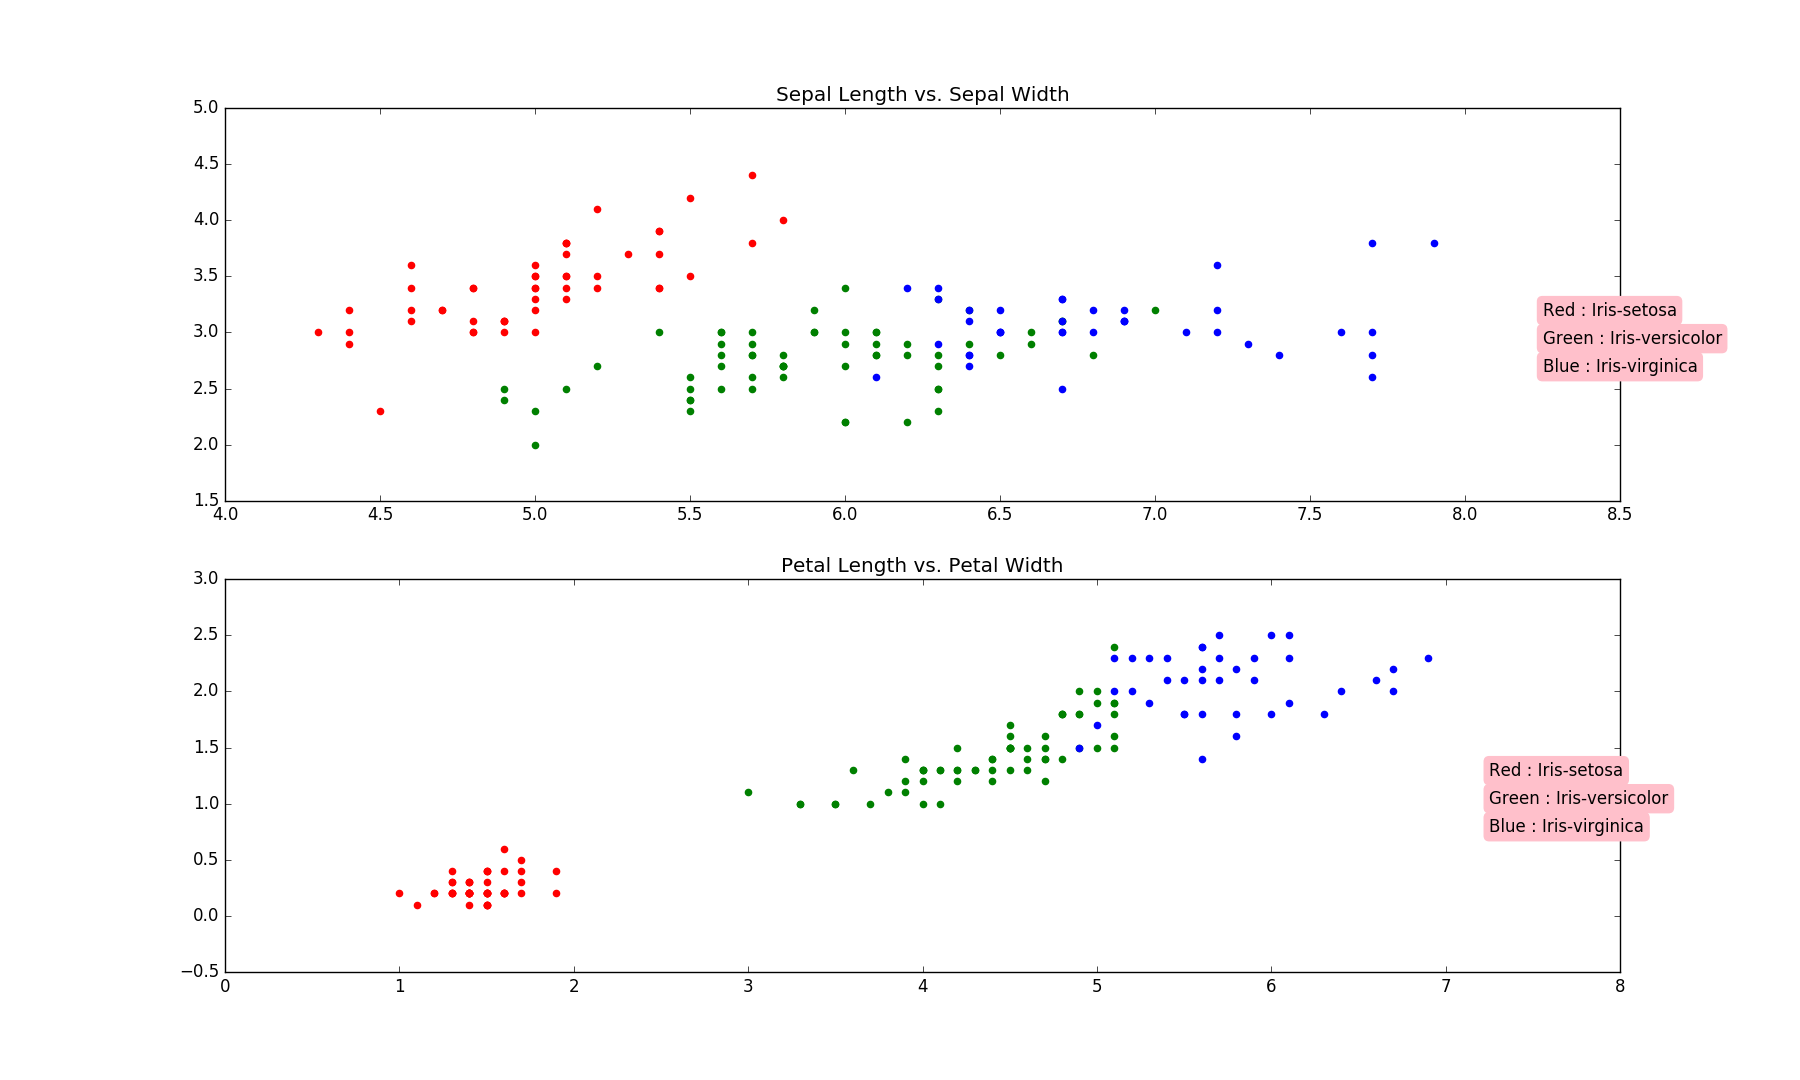 Sepal Length vs. Sepal Width
5.0
4.5
4.0
3.5
3.0
2.5
2.0
1.5
Red : Iris-setosa
Green : Iris-versicolor
Blue : Iris-virginica
4.0 4.5 5.0 5.5 6.0 6.5 7.0 7.5 8.0 8.5
Petal Length vs. Petal Width
3.0
2.5
2.0
1.5
1.0
0.5
0.0
−0.5
Red : Iris-setosa
Green : Iris-versicolor
Blue : Iris-virginica
0 1 2 3 4 5 6 7 8